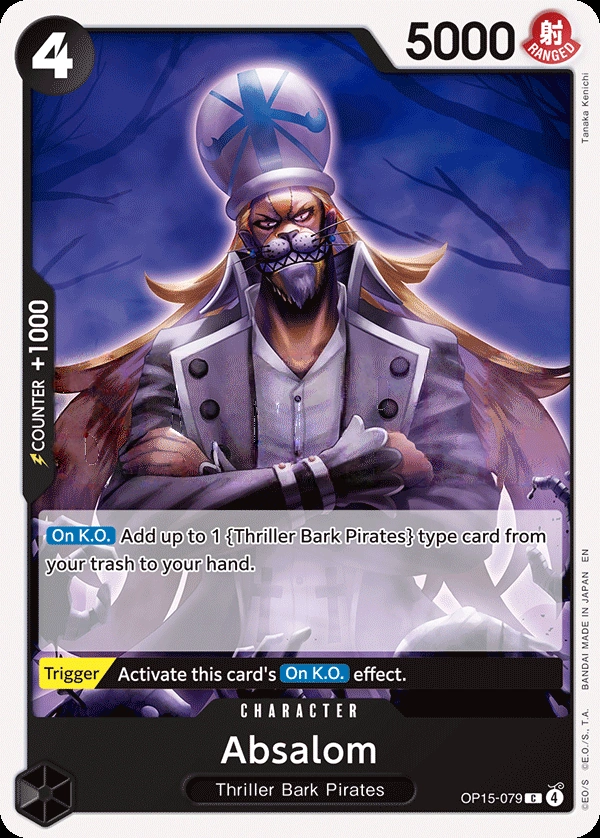 4
5000
射
RANGED
Tanaka Kenichi
COUNTER +1000
On K.O. Add up to 1 {Thriller Bark Pirates} type card from
your trash to your hand.
Trigger Activate this card's On K.O. effect.
CHARACTER
Absalom
Thriller Bark Pirates
OP15-079 C 4
©EO/S ©E.O./S., T.A. BANDAI MADE IN JAPAN EN